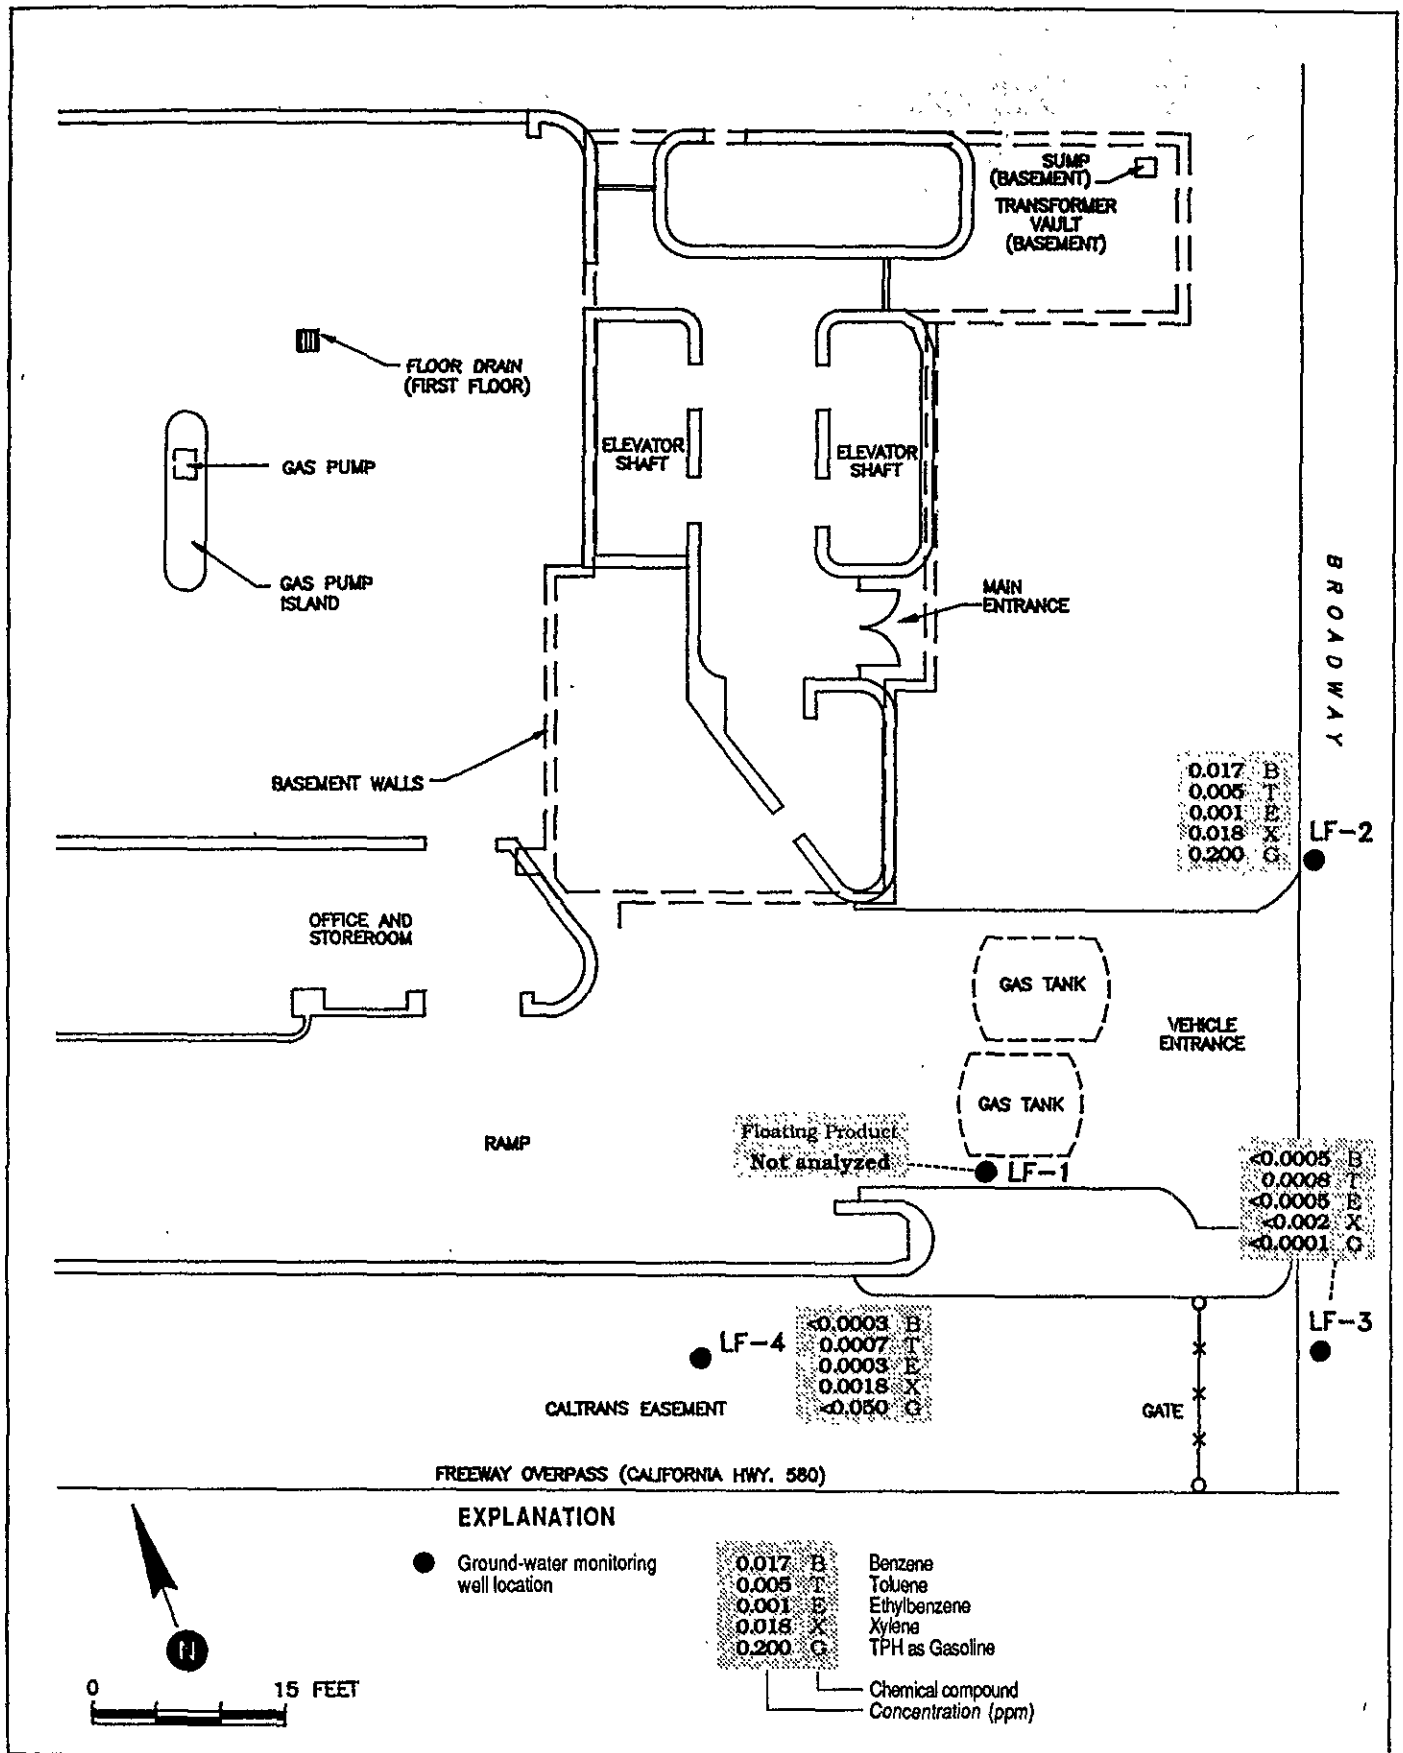 SUMP
(BASEMENT)
TRANSFORMER
VAULT
(BASEMENT)
FLOOR DRAIN
(FIRST FLOOR)
ELEVATOR
SHAFT
ELEVATOR
SHAFT
GAS PUMP
GAS PUMP
ISLAND
MAIN
ENTRANCE
BROADWAY
BASEMENT WALLS
0.017 B
0.005 T
0.001 E
0.018 X
0.200 G
LF-2
OFFICE AND
STOREROOM
GAS TANK
VEHICLE
ENTRANCE
GAS TANK
RAMP
Floating Product
Not analyzed
LF-1
<0.0005 B
0.0008 T
<0.0005 E
<0.002 X
<0.0001 G
LF-3
LF-4
<0.0003 B
0.0007 T
0.0003 E
0.0018 X
<0.050 G
CALTRANS EASEMENT
GATE
FREEWAY OVERPASS (CALIFORNIA HWY. 580)
EXPLANATION
Ground-water monitoring
well location
0.017 B Benzene
0.005 T Toluene
0.001 E Ethylbenzene
0.018 X Xylene
0.200 G TPH as Gasoline
Chemical compound
Concentration (ppm)
N
0 15 FEET